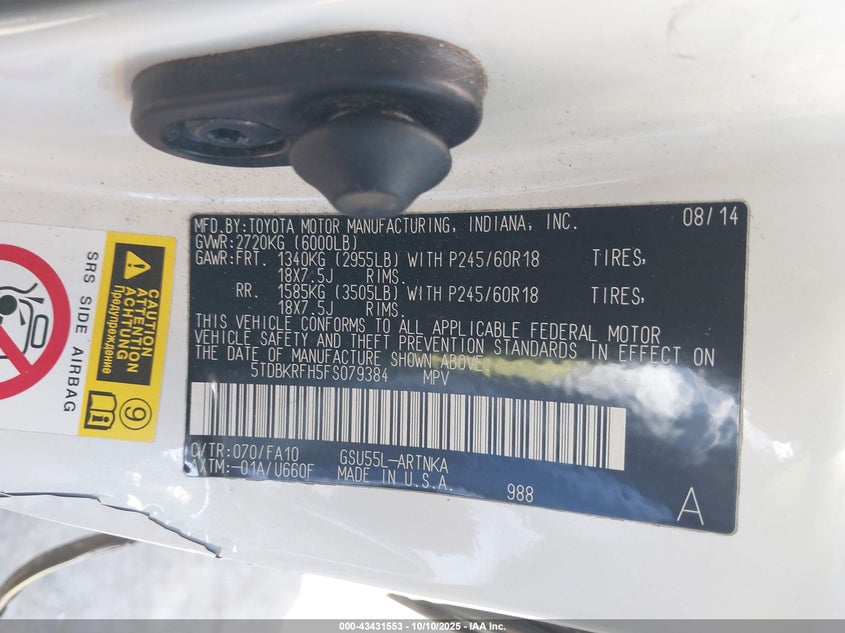 MFD.BY:TOYOTA MOTOR MANUFACTURING, INDIANA, INC. 08/14
GVWR:2720KG (6000LB)
GAWR:FRT. 1340KG (2955LB) WITH P245/60R18 TIRES,
18X7.5J RIMS.
RR. 1585KG (3505LB) WITH P245/60R18 TIRES,
18X7.5J RIMS.
THIS VEHICLE CONFORMS TO ALL APPLICABLE FEDERAL MOTOR
VEHICLE SAFETY AND THEFT PREVENTION STANDARDS IN EFFECT ON
THE DATE OF MANUFACTURE SHOWN ABOVE.
5TDBKRFH5FS079384 MPV
C/TR:070/FA10 GSU55L-ARTNKA
AXTM:-01A/U660F MADE IN U.S.A.
988
A
SRS SIDE AIRBAG
CAUTION
ATTENTION
ACHTUNG
Предупреждение
9
000-43431553 - 10/10/2025 - IAA Inc.